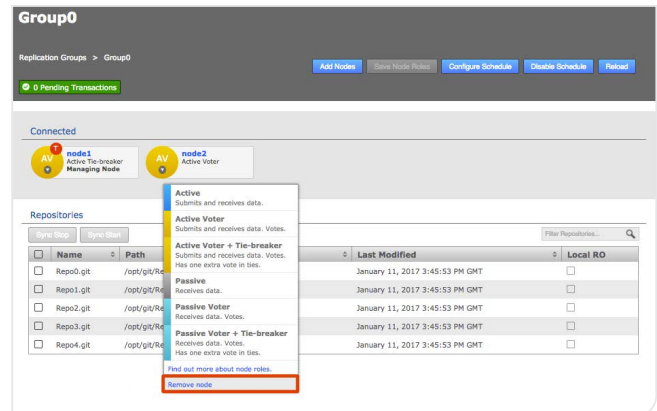 Group0
Replication Groups > Group0
Add Nodes
Save Node Roles
Configure Schedule
Disable Schedule
Reload
0 Pending Transactions
Connected
AV
T
node1
Active Tie-breaker
Managing Node
AV
node2
Active Voter
Active
Submits and receives data.
Active Voter
Submits and receives data. Votes.
Active Voter + Tie-breaker
Submits and receives data. Votes.
Has one extra vote in ties.
Passive
Receives data.
Passive Voter
Receives data. Votes.
Passive Voter + Tie-breaker
Receives data. Votes.
Has one extra vote in ties.
Find out more about node roles.
Remove node
Repositories
Sync Stop
Sync Start
Filter Repositories...
Name Path Last Modified Local RO
Repo0.git /opt/git/Re January 11, 2017 3:45:53 PM GMT
Repo1.git /opt/git/Re January 11, 2017 3:45:53 PM GMT
Repo2.git /opt/git/Re January 11, 2017 3:45:53 PM GMT
Repo3.git /opt/git/Re January 11, 2017 3:45:53 PM GMT
Repo4.git /opt/git/Re January 11, 2017 3:45:53 PM GMT